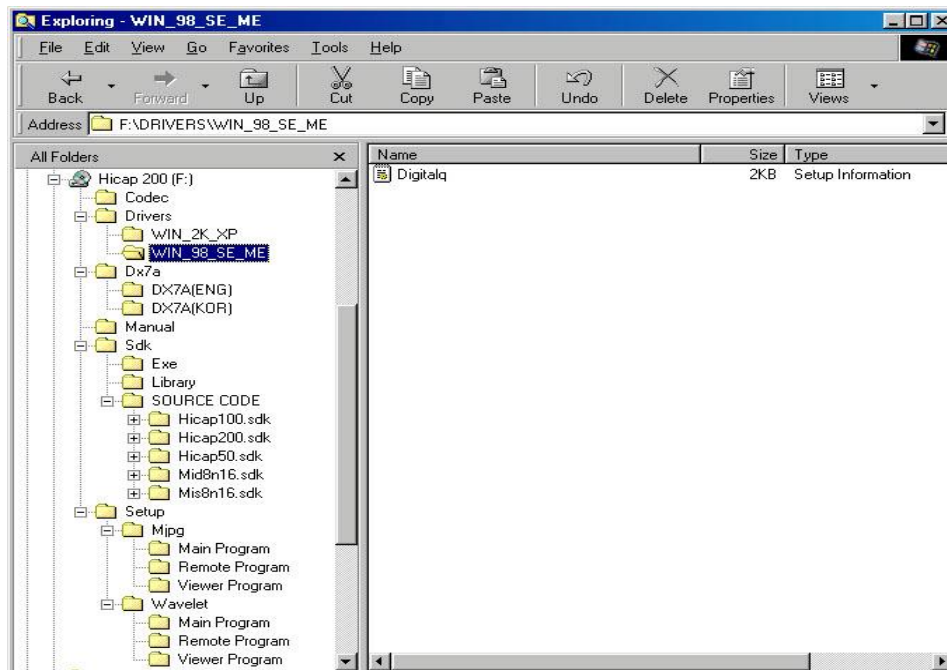 Exploring - WIN_98_SE_ME
File Edit View Go Favorites Tools Help
Back Forward Up Cut Copy Paste Undo Delete Properties Views
Address F:\DRIVERS\WIN_98_SE_ME
All Folders
Name Size Type
Digitalq 2KB Setup Information
Hicap 200 (F:)
Codec
Drivers
WIN_2K_XP
WIN_98_SE_ME
Dx7a
DX7A(ENG)
DX7A(KOR)
Manual
Sdk
Exe
Library
SOURCE CODE
Hicap100.sdk
Hicap200.sdk
Hicap50.sdk
Mid8n16.sdk
Mis8n16.sdk
Setup
Mjpg
Main Program
Remote Program
Viewer Program
Wavelet
Main Program
Remote Program
Viewer Program